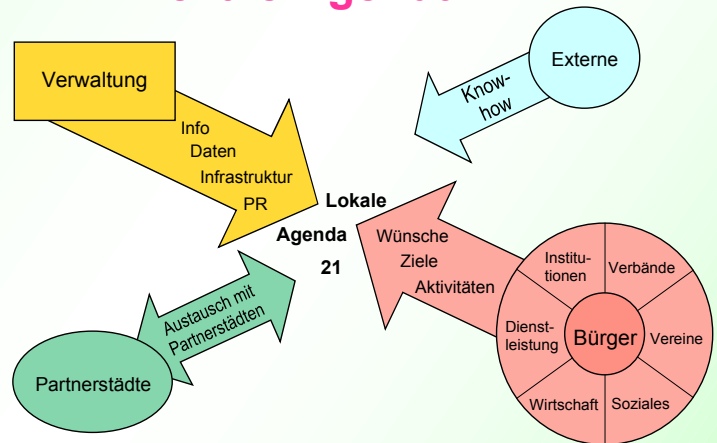 Verwaltung
Info
Daten
Infrastruktur
PR
Externe
Know-
how
Lokale
Agenda
21
Wünsche
Ziele
Aktivitäten
Institu-
tionen
Verbände
Dienst-
leistung
Bürger
Vereine
Wirtschaft
Soziales
Austausch mit
Partnerstädten
Partnerstädte